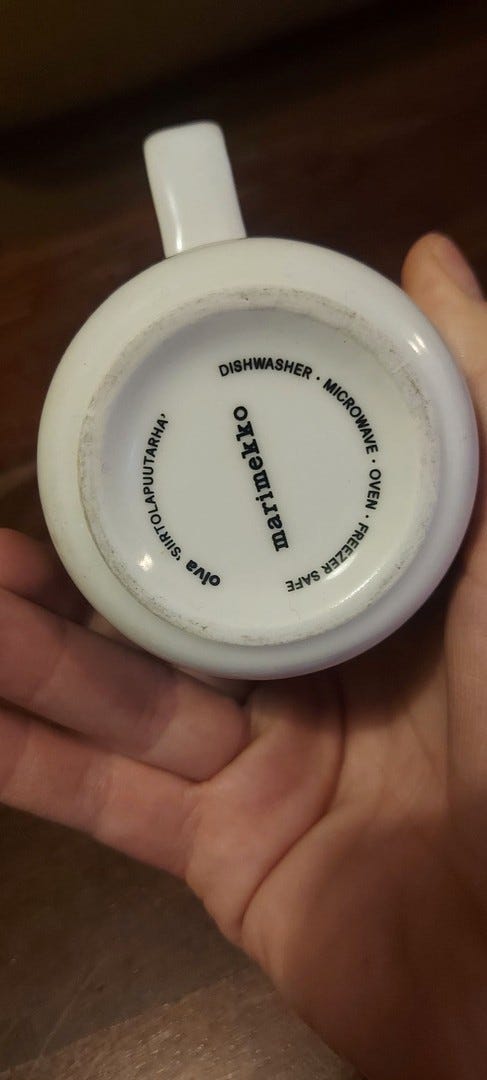 DISHWASHER · MICROWAVE · OVEN · FREEZER SAFE
marimekko
oiva 'SIIRTOLAPUUTARHA'